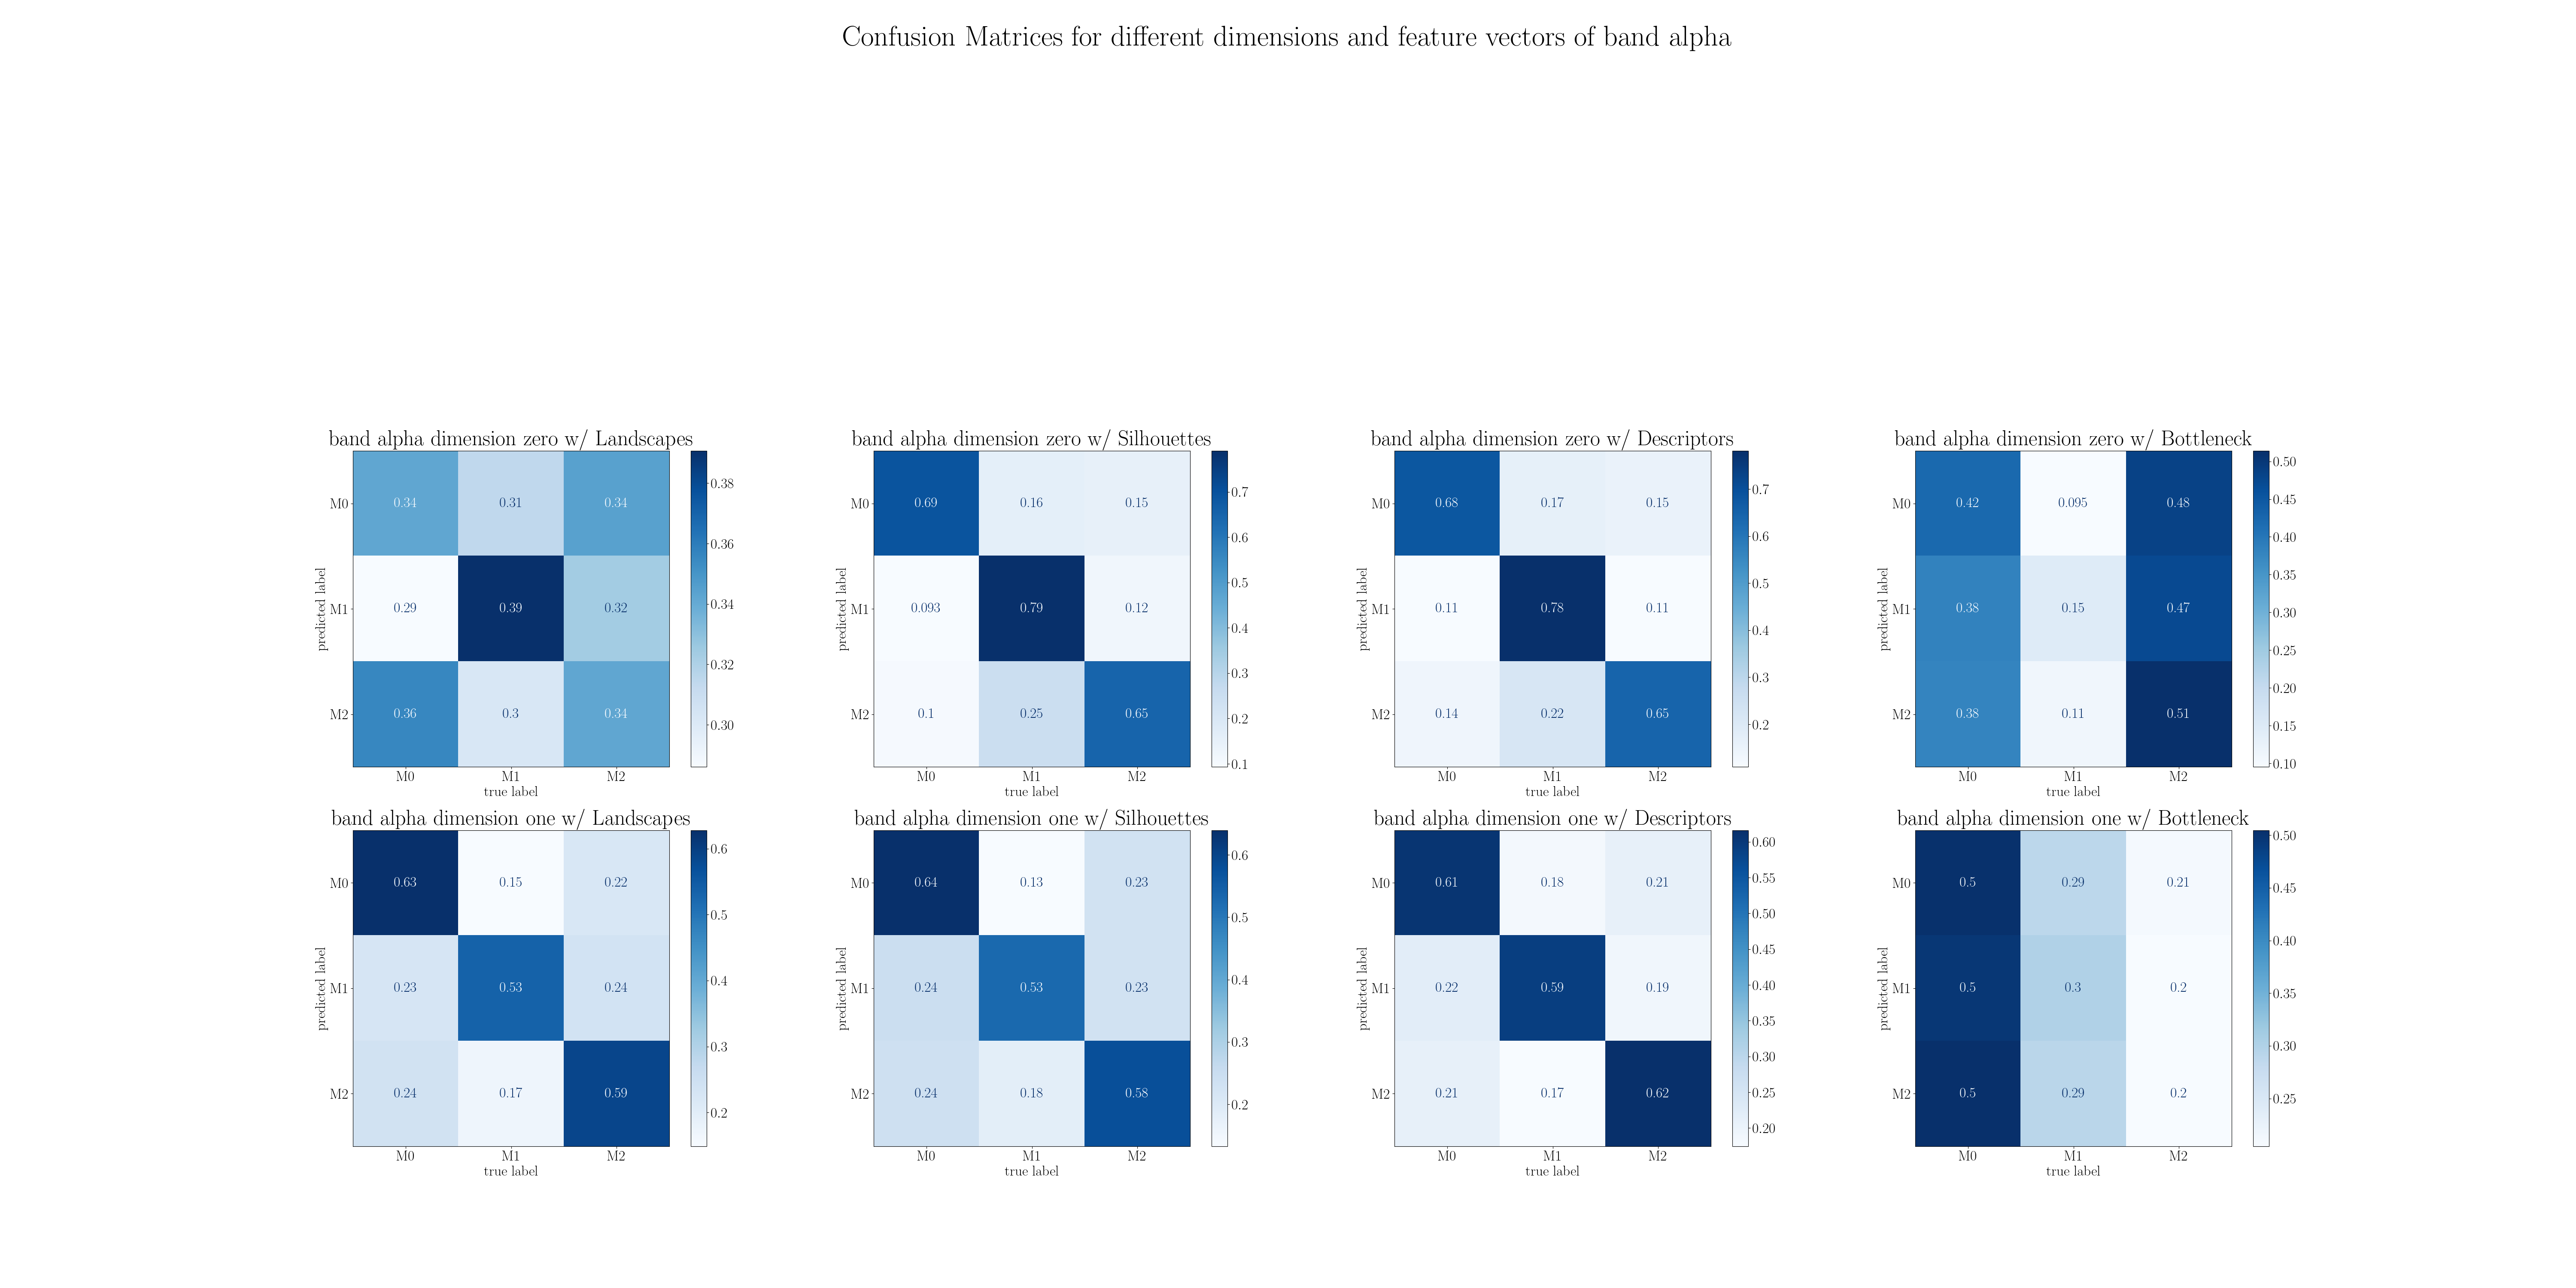 Confusion Matrices for different dimensions and feature vectors of band alpha
band alpha dimension zero w/ Landscapes
M0 0.34 0.31 0.34
M1 0.29 0.39 0.32
M2 0.36 0.3 0.34
predicted label
M0 M1 M2
true label
0.38
0.36
0.34
0.32
0.30
band alpha dimension zero w/ Silhouettes
M0 0.69 0.16 0.15
M1 0.093 0.79 0.12
M2 0.1 0.25 0.65
predicted label
M0 M1 M2
true label
0.7
0.6
0.5
0.4
0.3
0.2
0.1
band alpha dimension zero w/ Descriptors
M0 0.68 0.17 0.15
M1 0.11 0.78 0.11
M2 0.14 0.22 0.65
predicted label
M0 M1 M2
true label
0.7
0.6
0.5
0.4
0.3
0.2
band alpha dimension zero w/ Bottleneck
M0 0.42 0.095 0.48
M1 0.38 0.15 0.47
M2 0.38 0.11 0.51
predicted label
M0 M1 M2
true label
0.50
0.45
0.40
0.35
0.30
0.25
0.20
0.15
0.10
band alpha dimension one w/ Landscapes
M0 0.63 0.15 0.22
M1 0.23 0.53 0.24
M2 0.24 0.17 0.59
predicted label
M0 M1 M2
true label
0.6
0.5
0.4
0.3
0.2
band alpha dimension one w/ Silhouettes
M0 0.64 0.13 0.23
M1 0.24 0.53 0.23
M2 0.24 0.18 0.58
predicted label
M0 M1 M2
true label
0.6
0.5
0.4
0.3
0.2
band alpha dimension one w/ Descriptors
M0 0.61 0.18 0.21
M1 0.22 0.59 0.19
M2 0.21 0.17 0.62
predicted label
M0 M1 M2
true label
0.60
0.55
0.50
0.45
0.40
0.35
0.30
0.25
0.20
band alpha dimension one w/ Bottleneck
M0 0.5 0.29 0.21
M1 0.5 0.3 0.2
M2 0.5 0.29 0.2
predicted label
M0 M1 M2
true label
0.50
0.45
0.40
0.35
0.30
0.25